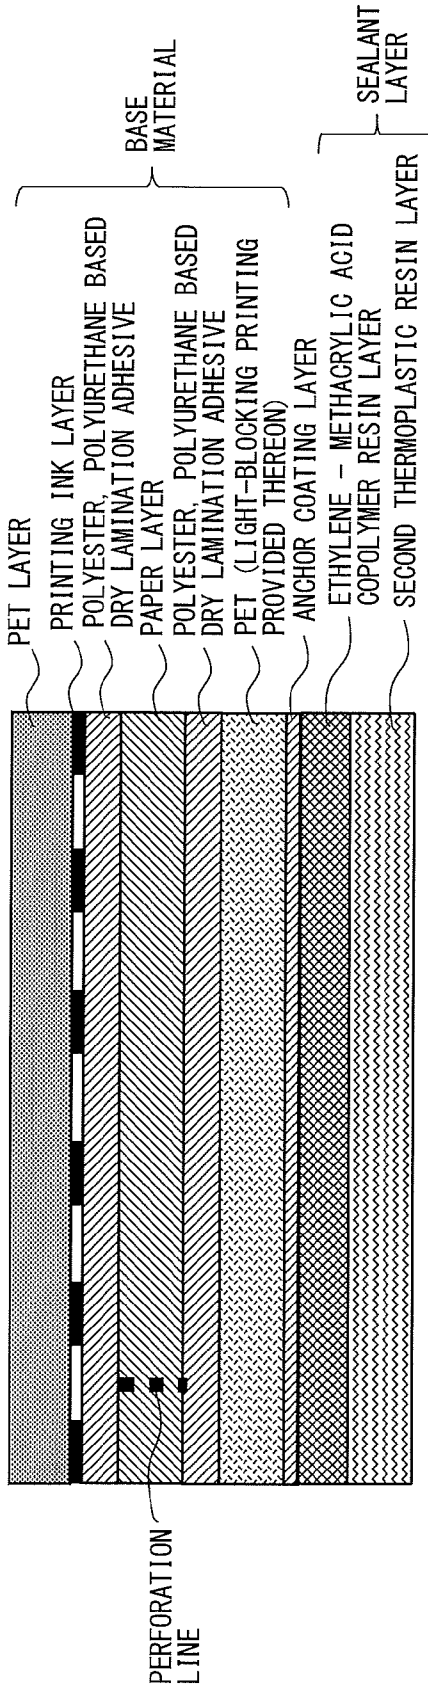 PET LAYER
PRINTING INK LAYER
POLYESTER, POLYURETHANE BASED
DRY LAMINATION ADHESIVE
PAPER LAYER
POLYESTER, POLYURETHANE BASED
DRY LAMINATION ADHESIVE
PET (LIGHT-BLOCKING PRINTING
PROVIDED THEREON)
ANCHOR COATING LAYER
ETHYLENE - METHACRYLIC ACID
COPOLYMER RESIN LAYER
SECOND THERMOPLASTIC RESIN LAYER
BASE
MATERIAL
SEALANT
LAYER
PERFORATION
LINE